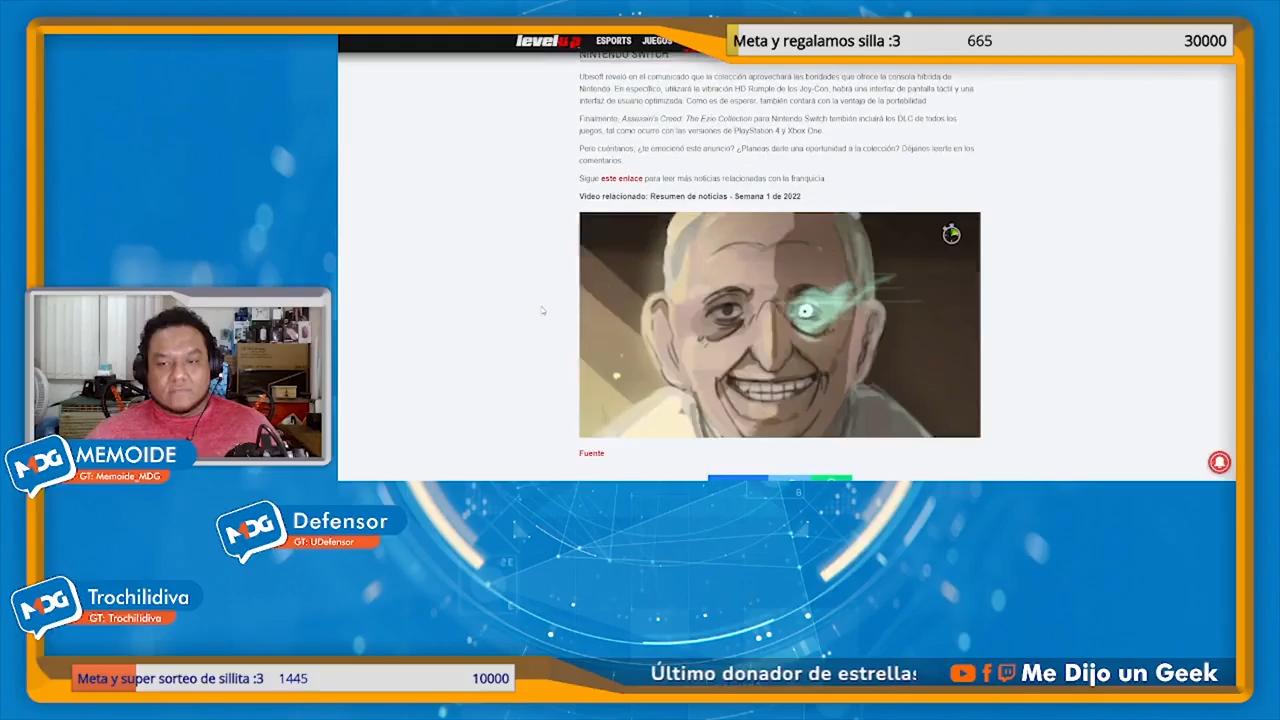 levelup ESPORTS JUEGOS
Meta y regalamos silla :3 665 30000
NINTENDO SWITCH
Ubisoft reveló en el comunicado que la colección aprovechará las bondades que ofrece la consola híbrida de
Nintendo. En específico, utilizará la vibración HD Rumple de los Joy-Con, habrá una interfaz de pantalla táctil y una
interfaz de usuario optimizada. Como es de esperar, también contará con la ventaja de la portabilidad
Finalmente, Assassin's Creed: The Ezio Collection para Nintendo Switch también incluirá los DLC de todos los
juegos, tal como ocurre con las versiones de PlayStation 4 y Xbox One.
Pero cuéntanos, ¿te emocionó este anuncio? ¿Planeas darle una oportunidad a la colección? Déjanos leerte en los
comentarios.
Sigue este enlace para leer más noticias relacionadas con la franquicia
Video relacionado: Resumen de noticias - Semana 1 de 2022
Fuente
MDG MEMOIDE
GT: Memoide_MDG
MDG Defensor
GT: UDefensor
MDG Trochilidiva
GT: Trochilidiva
Meta y super sorteo de sillita :3 1445 10000
Último donador de estrellas
Me Dijo un Geek